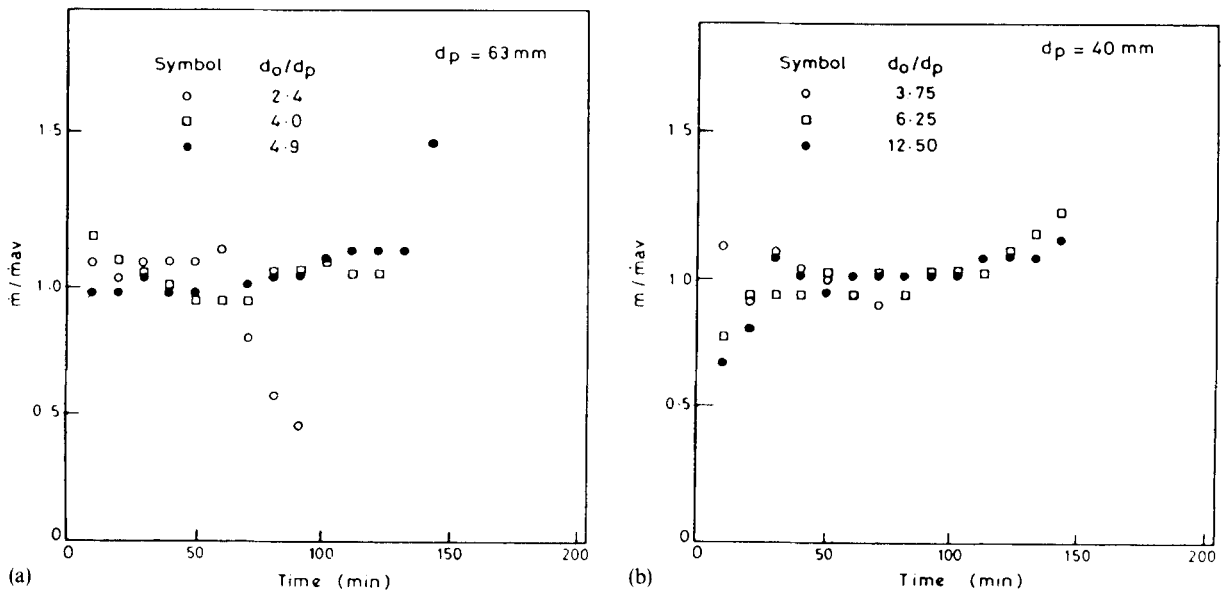 dp = 63 mm
Symbol do/dp
○ 2·4
□ 4·0
● 4·9
1·5
1·0
0·5
0
ṁ/ṁav
0 50 100 150 200
Time (min)
(a)
dp = 40 mm
Symbol do/dp
○ 3·75
□ 6·25
● 12·50
1·5
1·0
0·5
0
ṁ/ṁav
0 50 100 150 200
Time (min)
(b)